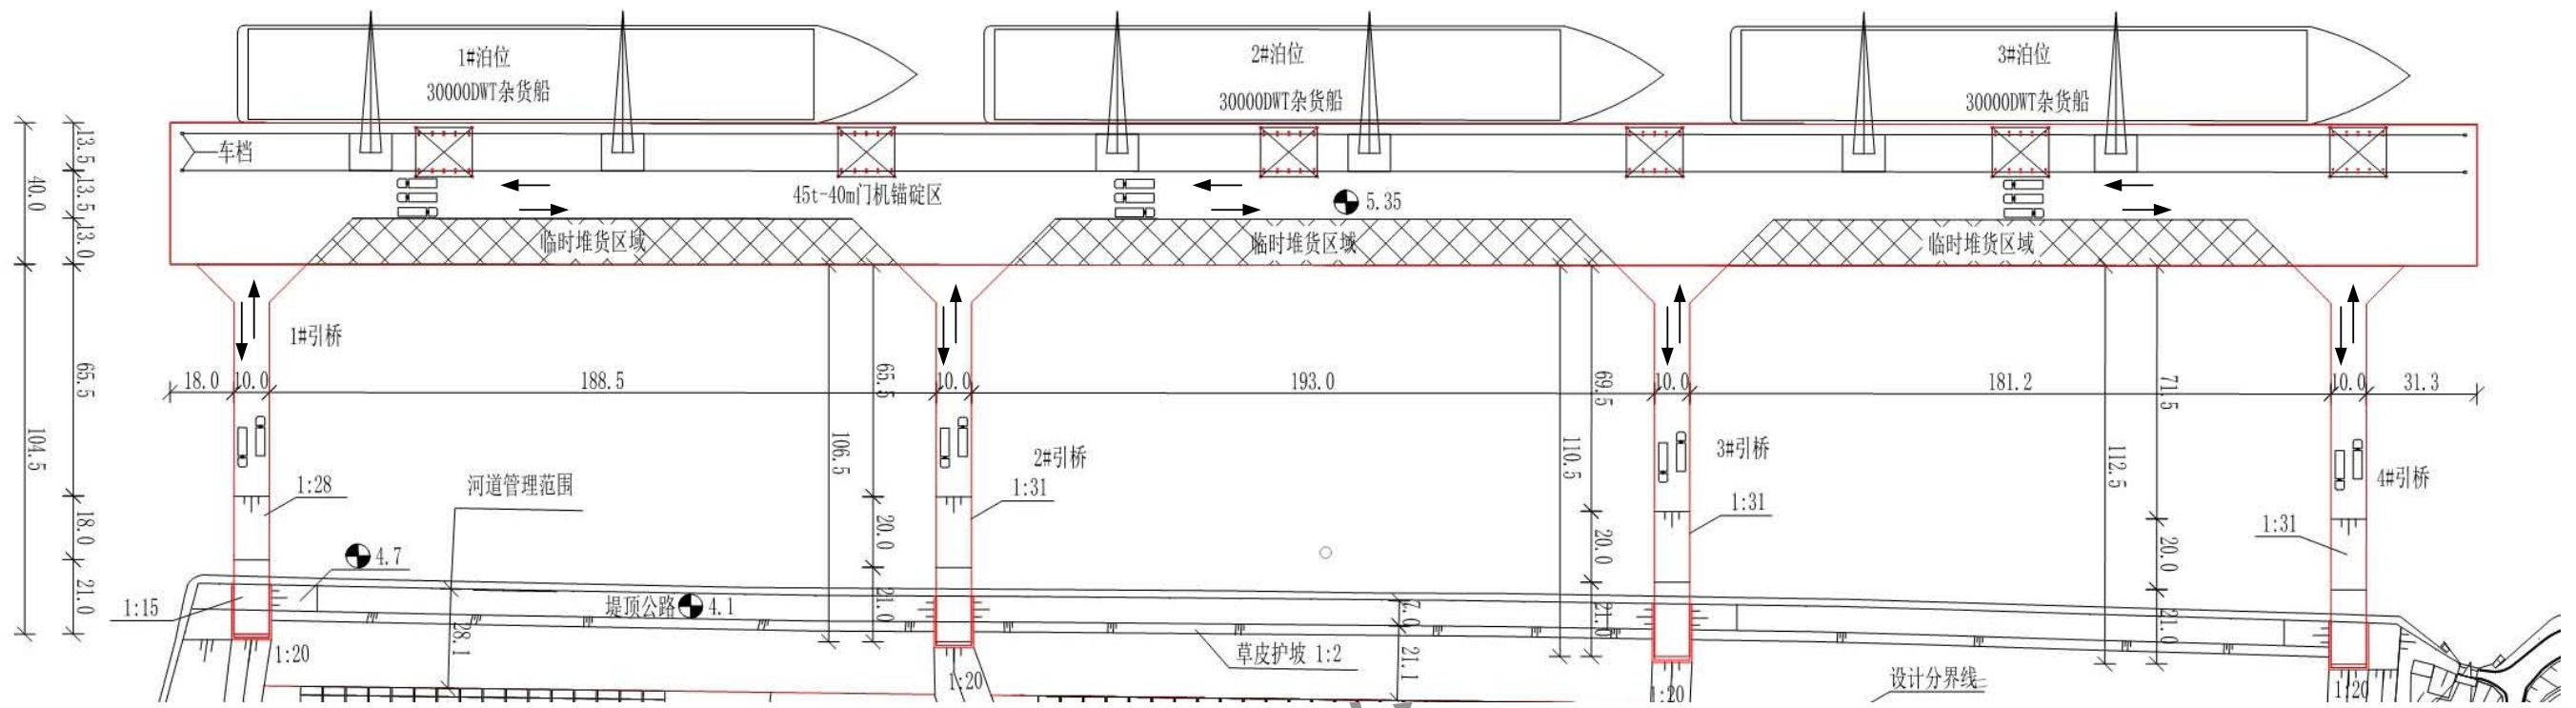 1#泊位
30000DWT杂货船
2#泊位
30000DWT杂货船
3#泊位
30000DWT杂货船
车档
45t-40m门机锚碇区
5.35
临时堆货区域
临时堆货区域
临时堆货区域
13.5
13.5
13.0
40.0
65.5
104.5
18.0
21.0
1#引桥
2#引桥
3#引桥
4#引桥
18.0
10.0
188.5
10.0
193.0
10.0
181.2
10.0
31.3
106.5
65.5
20.0
21.0
110.5
69.5
20.0
21.0
112.5
71.5
20.0
21.0
1:28
1:31
1:31
1:31
河道管理范围
4.7
1:15
堤顶公路
4.1
28.1
7.0
21.1
草皮护坡 1:2
设计分界线
1:20
1:20
1:20
1:20